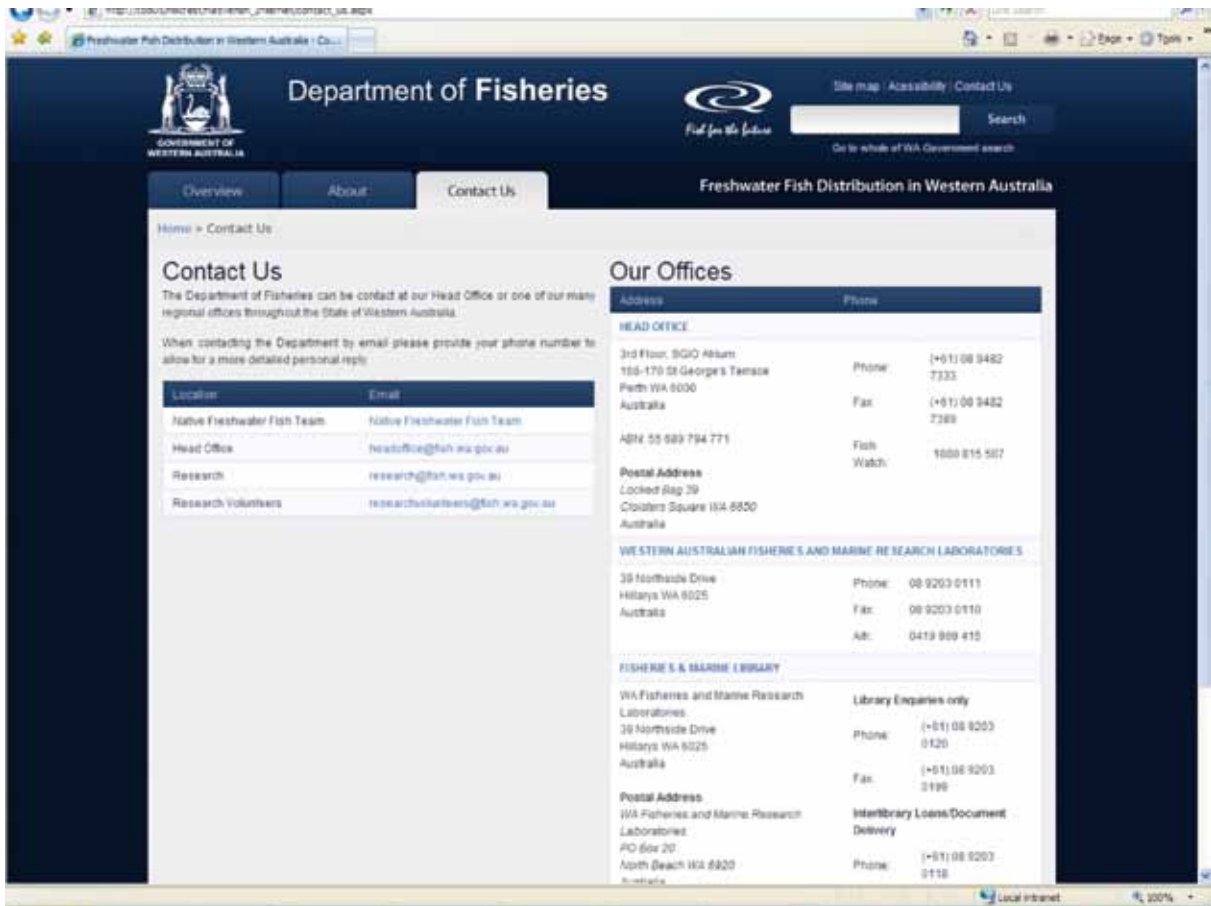 Freshwater Fish Distribution in Western Australia - Co...
Page
Tools
GOVERNMENT OF
WESTERN AUSTRALIA
Department of Fisheries
Fish for the future
Site map | Acessibility | Contact Us
Search
Go to whole of WA Government search
Overview
About
Contact Us
Freshwater Fish Distribution in Western Australia
Home » Contact Us
Contact Us
The Department of Fisheries can be contact at our Head Office or one of our many
regional offices throughout the State of Western Australia.
When contacting the Department by email please provide your phone number to
allow for a more detailed personal reply
Location Email
Native Freshwater Fish Team Native Freshwater Fish Team
Head Office headoffice@fish.wa.gov.au
Research research@fish.wa.gov.au
Research Volunteers researchvolunteers@fish.wa.gov.au
Our Offices
Address Phone
HEAD OFFICE
3rd Floor, SGIO Atrium
168-170 St George's Terrace
Perth WA 6000
Australia
ABN: 55 689 794 771
Postal Address
Locked Bag 39
Cloisters Square WA 6850
Australia
Phone: (+61) 08 9482
7333
Fax: (+61) 08 9482
7389
Fish
Watch: 1800 815 507
WESTERN AUSTRALIAN FISHERIES AND MARINE RESEARCH LABORATORIES
39 Northside Drive
Hillarys WA 6025
Australia
Phone: 08 9203 0111
Fax: 08 9203 0110
A/h: 0419 969 415
FISHERIES & MARINE LIBRARY
WA Fisheries and Marine Research
Laboratories
39 Northside Drive
Hillarys WA 6025
Australia
Postal Address
WA Fisheries and Marine Research
Laboratories
PO Box 20
North Beach WA 6920
Australia
Library Enquiries only
Phone: (+61) 08 9203
0120
Fax: (+61) 08 9203
0199
Interlibrary Loans/Document
Delivery
Phone: (+61) 08 9203
0118
Local intranet
100%